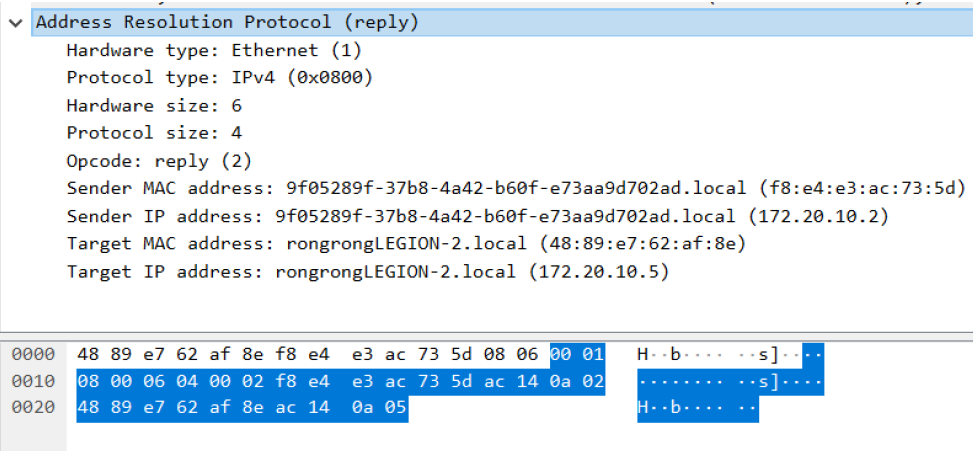 Address Resolution Protocol (reply)
Hardware type: Ethernet (1)
Protocol type: IPv4 (0x0800)
Hardware size: 6
Protocol size: 4
Opcode: reply (2)
Sender MAC address: 9f05289f-37b8-4a42-b60f-e73aa9d702ad.local (f8:e4:e3:ac:73:5d)
Sender IP address: 9f05289f-37b8-4a42-b60f-e73aa9d702ad.local (172.20.10.2)
Target MAC address: rongrongLEGION-2.local (48:89:e7:62:af:8e)
Target IP address: rongrongLEGION-2.local (172.20.10.5)
0000 48 89 e7 62 af 8e f8 e4 e3 ac 73 5d 08 06 00 01 H··b···· ··s]····
0010 08 00 06 04 00 02 f8 e4 e3 ac 73 5d ac 14 0a 02 ········ ··s]····
0020 48 89 e7 62 af 8e ac 14 0a 05 H··b···· ··